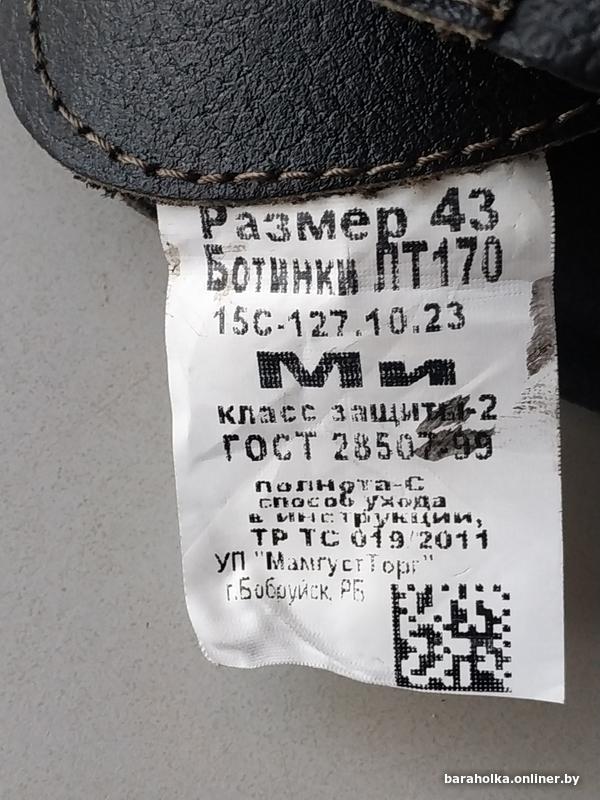 Размер 43
Ботинки ЛТ170
15С-127.10.23
Ми
класс защиты-2
ГОСТ 28507-99
полнота-С
способ ухода
в инструкции,
ТР ТС 019/2011
УП "МамгустТорг"
г.Бобруйск, РБ
baraholka.onliner.by